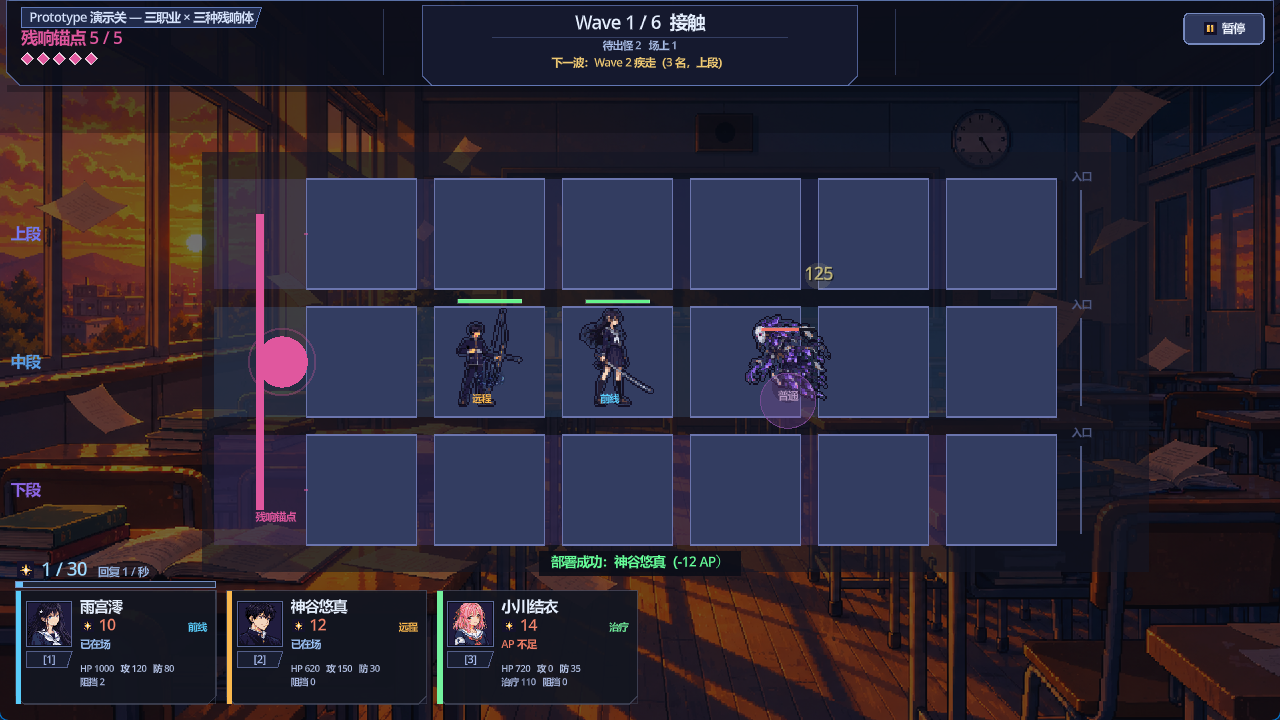 Prototype 演示关 — 三职业 × 三种残响体
残响锚点 5 / 5
Wave 1 / 6 接触
待出怪 2 场上 1
下一波: Wave 2 疾走 (3 名, 上段)
暂停
入口
上段
125
入口
中段
远程
前线
普通
入口
下段
残响锚点
部署成功: 神谷悠真 (-12 AP)
1 / 30 回复 1 / 秒
雨宫澪
10
前线
已在场
[1]
HP 1000 攻 120 防 80
阻挡 2
神谷悠真
12
远程
已在场
[2]
HP 620 攻 150 防 30
阻挡 0
小川结衣
14
治疗
AP 不足
[3]
HP 720 攻 0 防 35
治疗 110 阻挡 0